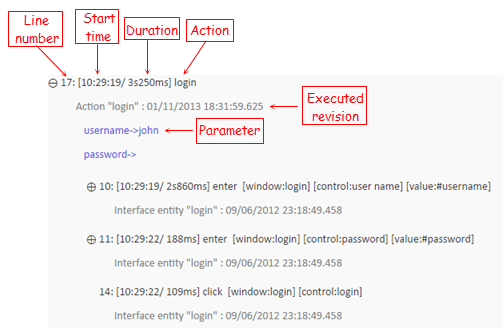 Line
number
Start
time
Duration
Action
17: [10:29:19/ 3s250ms] login
Action "login" : 01/11/2013 18:31:59.625
Executed
revision
username->john
Parameter
password->
10: [10:29:19/ 2s860ms] enter [window:login] [control:user name] [value:#username]
Interface entity "login" : 09/06/2012 23:18:49.458
11: [10:29:22/ 188ms] enter [window:login] [control:password] [value:#password]
Interface entity "login" : 09/06/2012 23:18:49.458
14: [10:29:22/ 109ms] click [window:login] [control:login]
Interface entity "login" : 09/06/2012 23:18:49.458